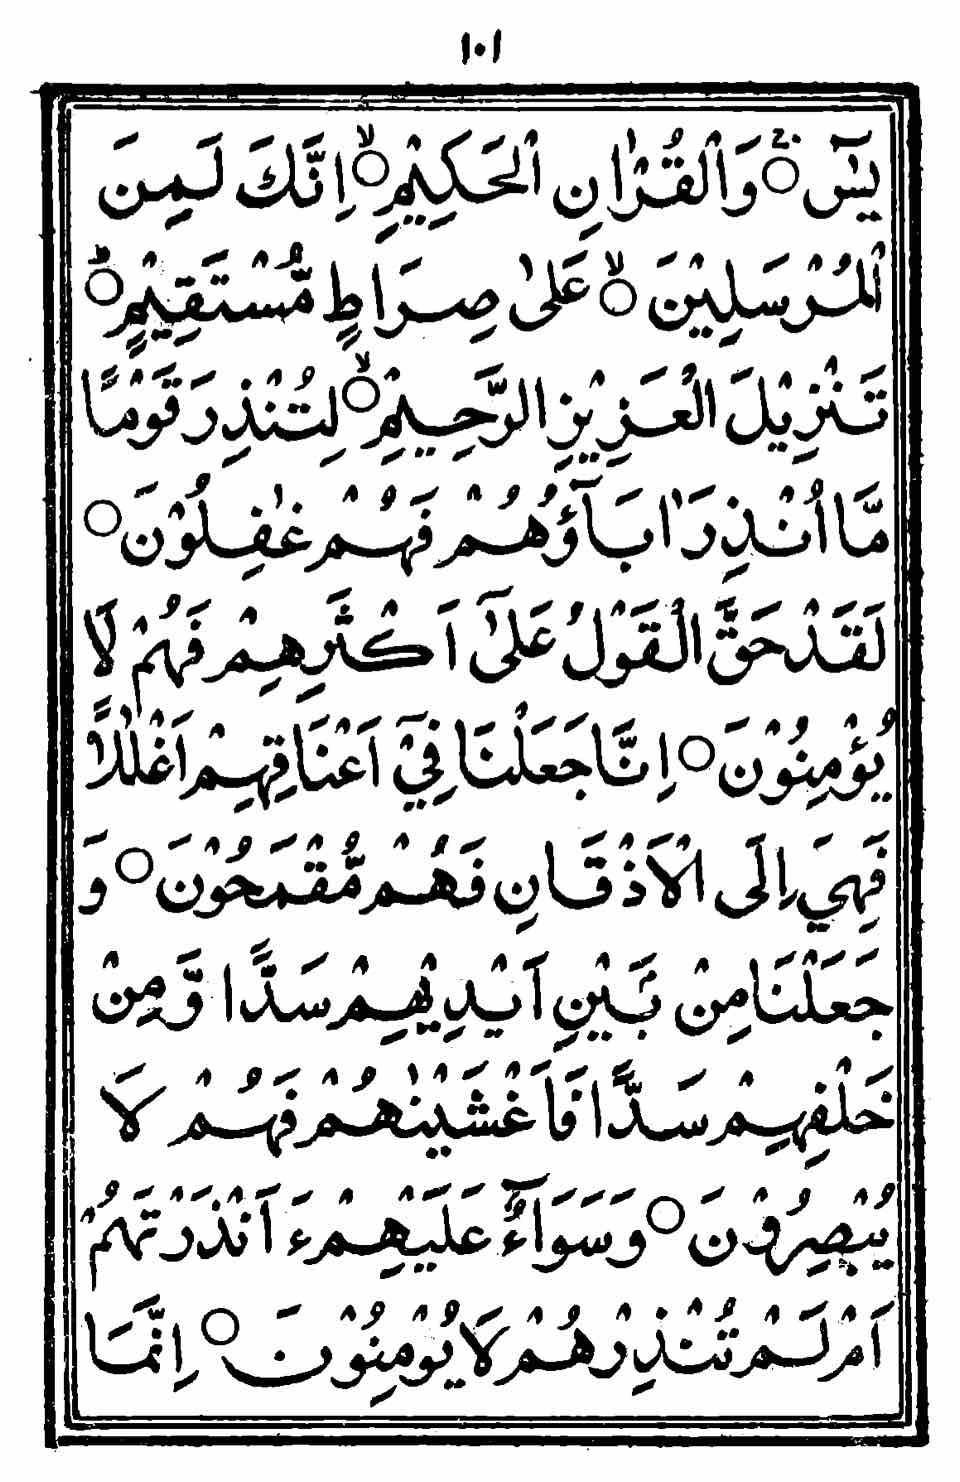 ١٠١
يٰسٓ ۚ وَالۡقُرۡاٰنِ الۡحَكِيۡمِ ۙ اِنَّكَ لَمِنَ
الۡمُرۡسَلِيۡنَ ۙ عَلٰى صِرَاطٍ مُّسۡتَقِيۡمٍ ؕ
تَنۡزِيۡلَ الۡعَزِيۡزِ الرَّحِيۡمِ ۙ لِتُنۡذِرَ قَوۡمًا
مَّا اُنۡذِرَ اٰبَآؤُهُمۡ فَهُمۡ غٰفِلُوۡنَ ○
لَقَدۡ حَقَّ الۡقَوۡلُ عَلٰٓى اَكۡثَرِهِمۡ فَهُمۡ لَا
يُؤۡمِنُوۡنَ ○ اِنَّا جَعَلۡنَا فِىۡٓ اَعۡنَاقِهِمۡ اَغۡلٰلًا
فَهِىَ اِلَى الۡاَذۡقَانِ فَهُمۡ مُّقۡمَحُوۡنَ ○ وَ
جَعَلۡنَا مِنۡۢ بَيۡنِ اَيۡدِيۡهِمۡ سَدًّا وَّمِنۡ
خَلۡفِهِمۡ سَدًّا فَاَغۡشَيۡنٰهُمۡ فَهُمۡ لَا
يُبۡصِرُوۡنَ ○ وَسَوَآءٌ عَلَيۡهِمۡ ءَاَنۡذَرۡتَهُمۡ
اَمۡ لَمۡ تُنۡذِرۡهُمۡ لَا يُؤۡمِنُوۡنَ ○ اِنَّمَا